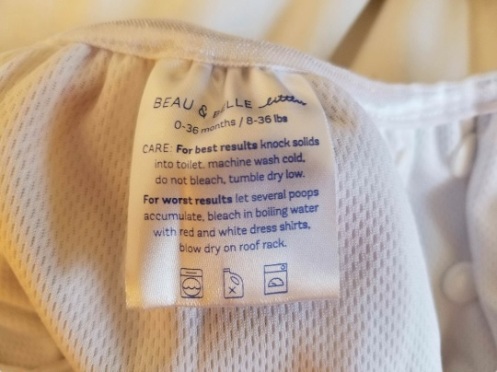 BEAU & BELLE littles
0-36 months / 8-36 lbs
CARE: For best results knock solids
into toilet, machine wash cold,
do not bleach, tumble dry low.
For worst results let several poops
accumulate, bleach in boiling water
with red and white dress shirts,
blow dry on roof rack.